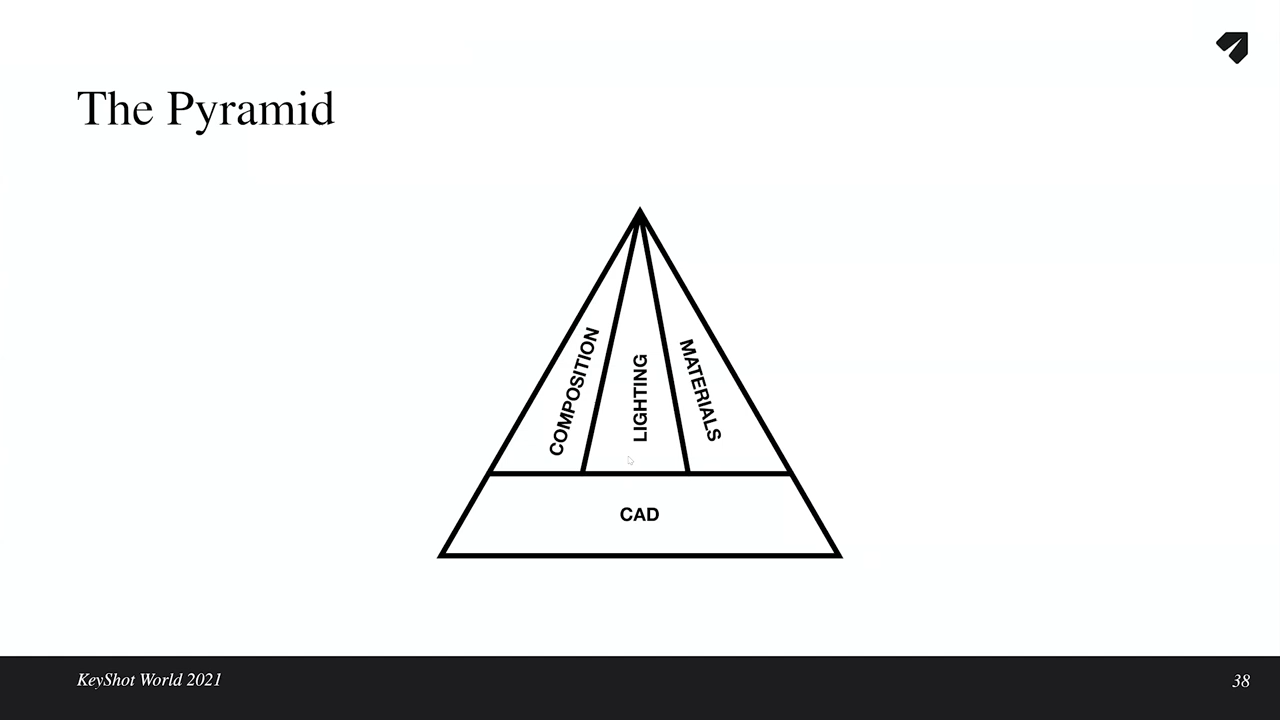 The Pyramid
COMPOSITION
LIGHTING
MATERIALS
CAD
KeyShot World 2021
38